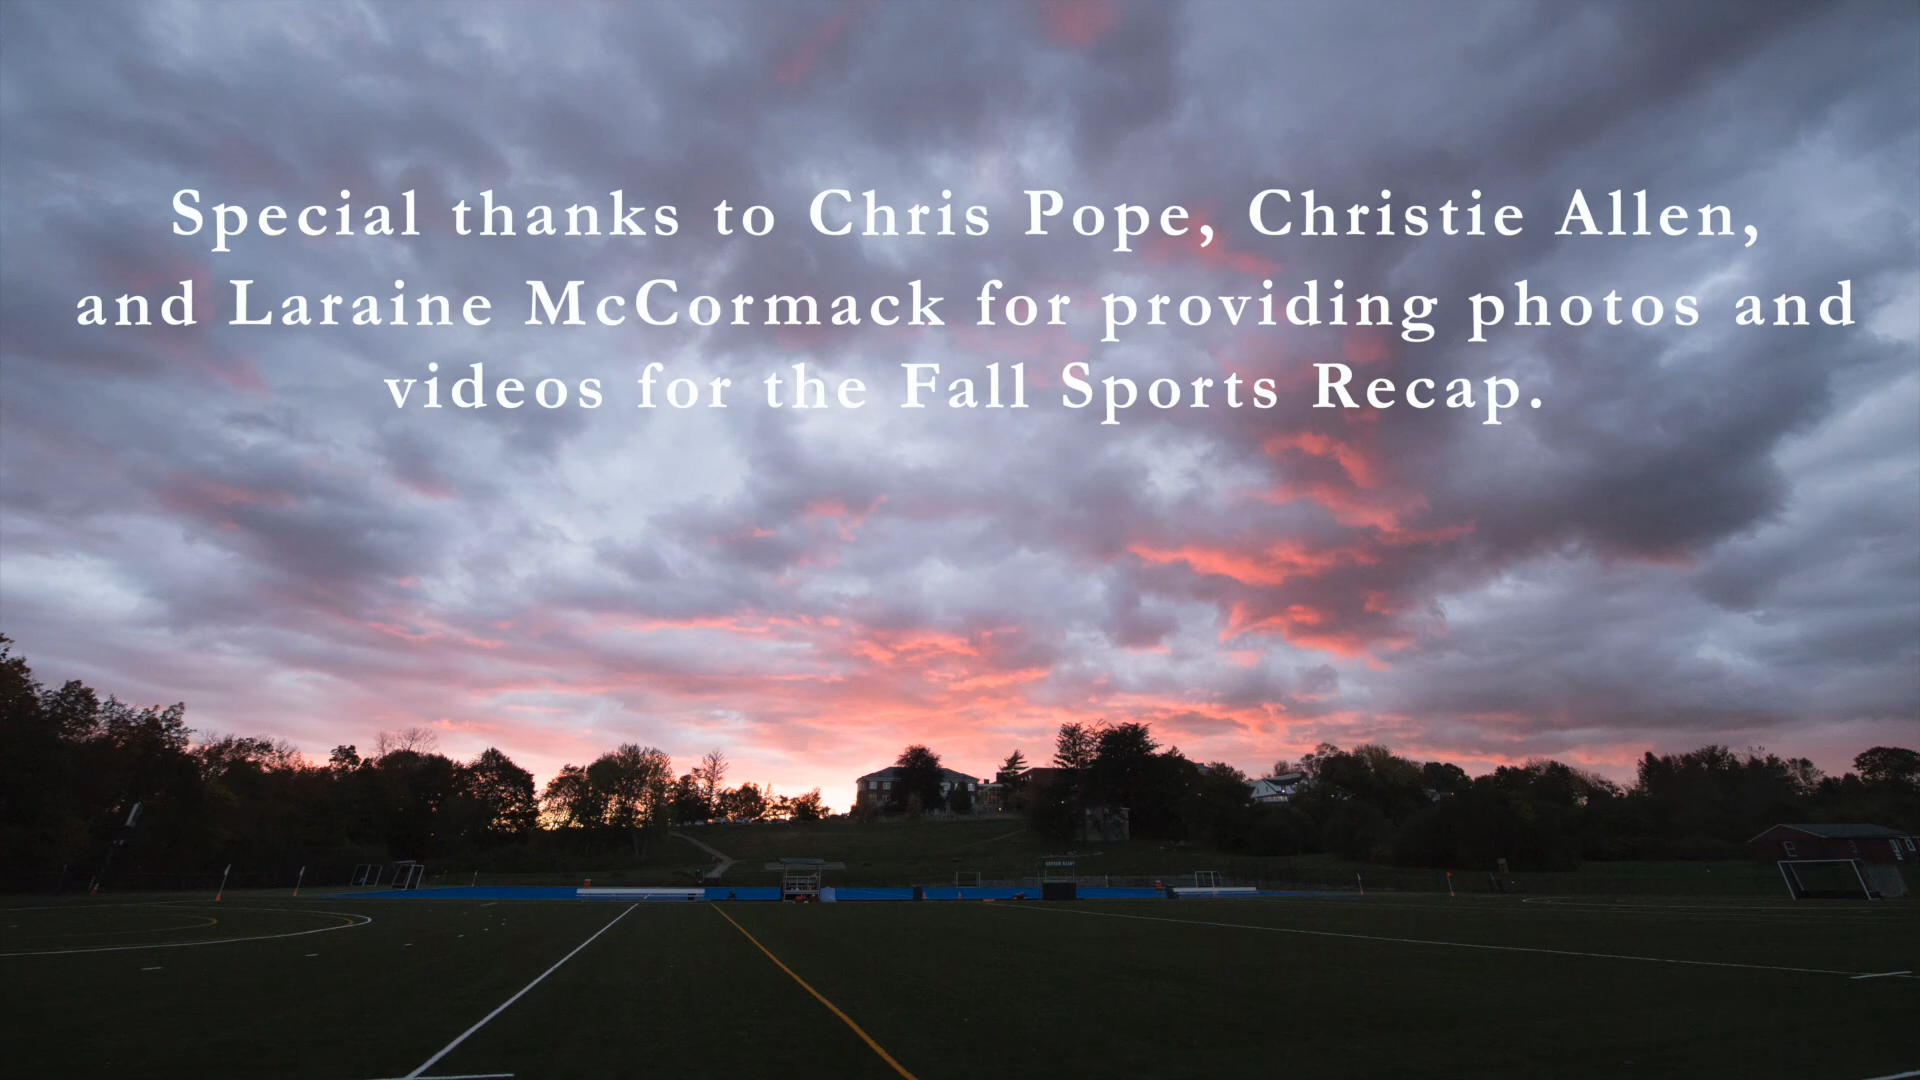 Special thanks to Chris Pope, Christie Allen,
and Laraine McCormack for providing photos and
videos for the Fall Sports Recap.